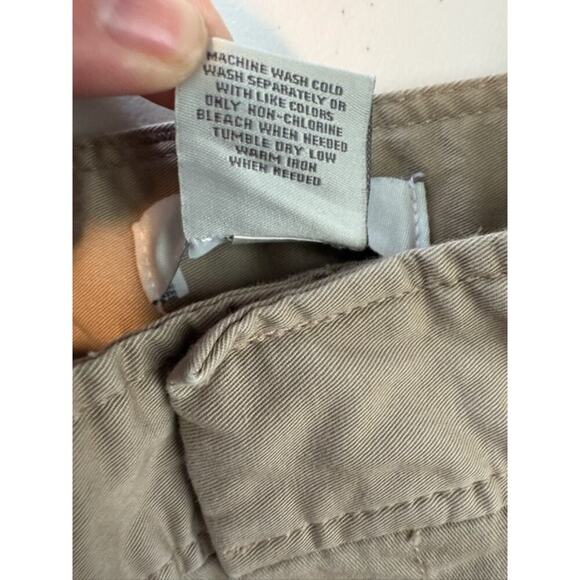 MACHINE WASH COLD
WASH SEPARATELY OR
WITH LIKE COLORS
ONLY NON-CHLORINE
BLEACH WHEN NEEDED
TUMBLE DRY LOW
WARM IRON
WHEN NEEDED